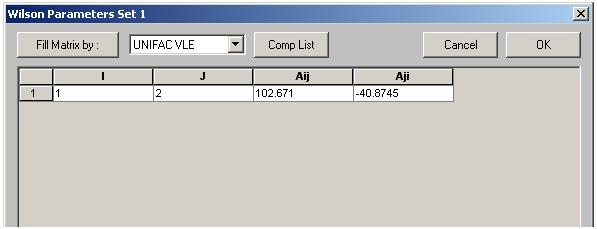 Wilson Parameters Set 1
Fill Matrix by : UNIFAC VLE Comp List Cancel OK
I J Aij Aji
1 1 2 102.671 -40.8745